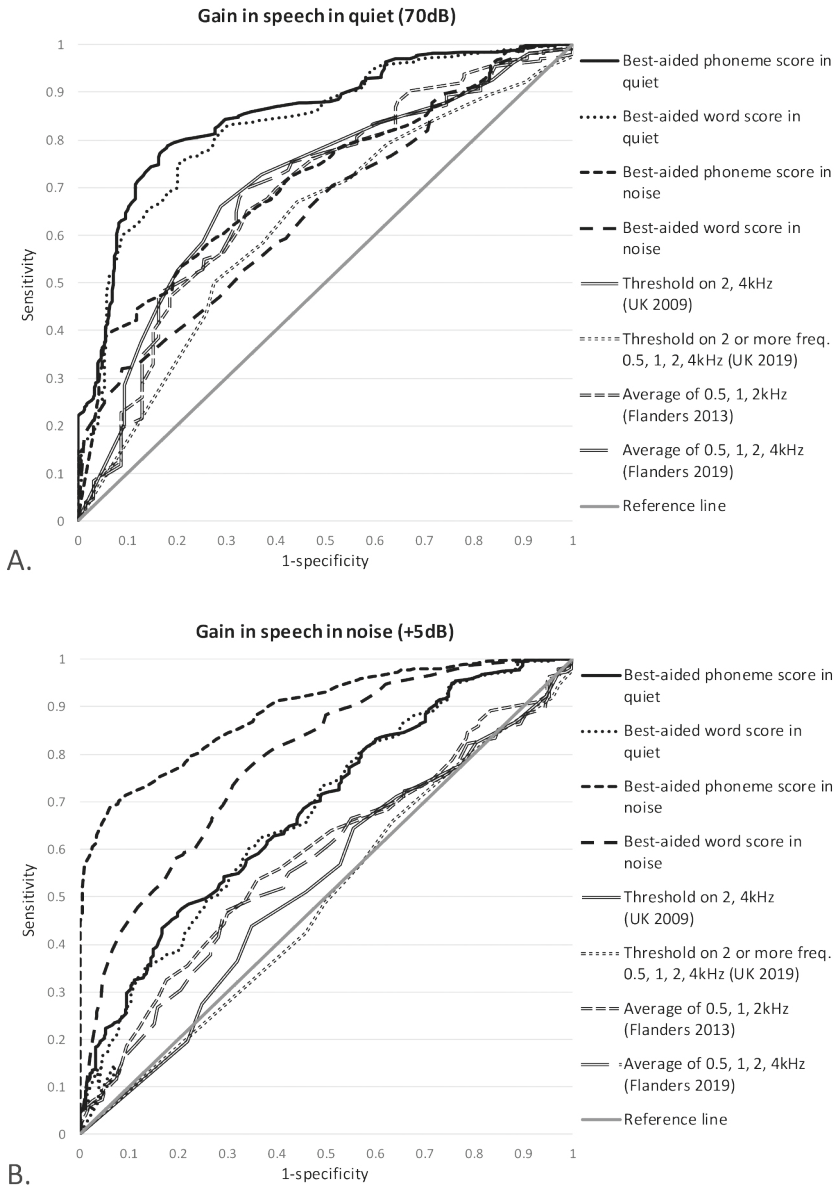 Gain in speech in quiet (70dB)
1
0.9
0.8
0.7
0.6
0.5
0.4
0.3
0.2
0.1
0
Sensitivity
0 0.1 0.2 0.3 0.4 0.5 0.6 0.7 0.8 0.9 1
1-specificity
Best-aided phoneme score in
quiet
Best-aided word score in
quiet
Best-aided phoneme score in
noise
Best-aided word score in
noise
Threshold on 2, 4kHz
(UK 2009)
Threshold on 2 or more freq.
0.5, 1, 2, 4kHz (UK 2019)
Average of 0.5, 1, 2kHz
(Flanders 2013)
Average of 0.5, 1, 2, 4kHz
(Flanders 2019)
Reference line
A.
Gain in speech in noise (+5dB)
1
0.9
0.8
0.7
0.6
0.5
0.4
0.3
0.2
0.1
0
Sensitivity
0 0.1 0.2 0.3 0.4 0.5 0.6 0.7 0.8 0.9 1
1-specificity
Best-aided phoneme score in
quiet
Best-aided word score in
quiet
Best-aided phoneme score in
noise
Best-aided word score in
noise
Threshold on 2, 4kHz
(UK 2009)
Threshold on 2 or more freq.
0.5, 1, 2, 4kHz (UK 2019)
Average of 0.5, 1, 2kHz
(Flanders 2013)
Average of 0.5, 1, 2, 4kHz
(Flanders 2019)
Reference line
B.